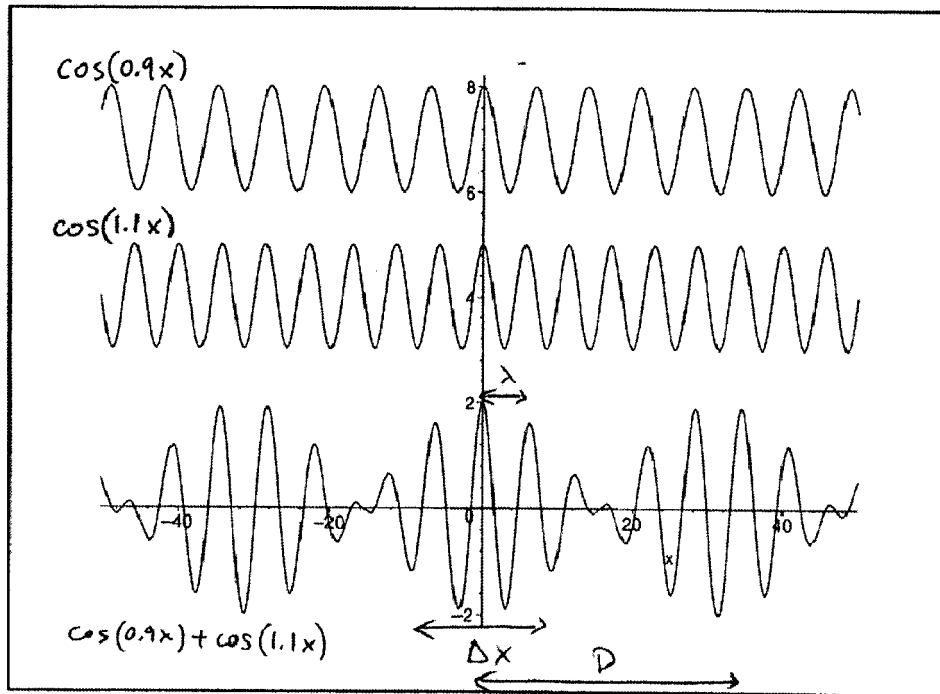 cos(0.9x)
8
6
cos(1.1x)
4
λ
2
-40
-20
0
20
40
x
-2
cos(0.9x) + cos(1.1x)
Δx
D